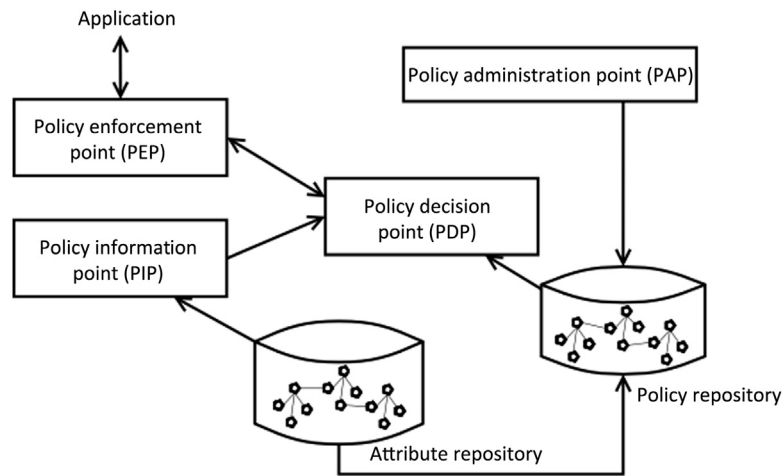 Application
Policy administration point (PAP)
Policy enforcement
point (PEP)
Policy decision
point (PDP)
Policy information
point (PIP)
Policy repository
Attribute repository